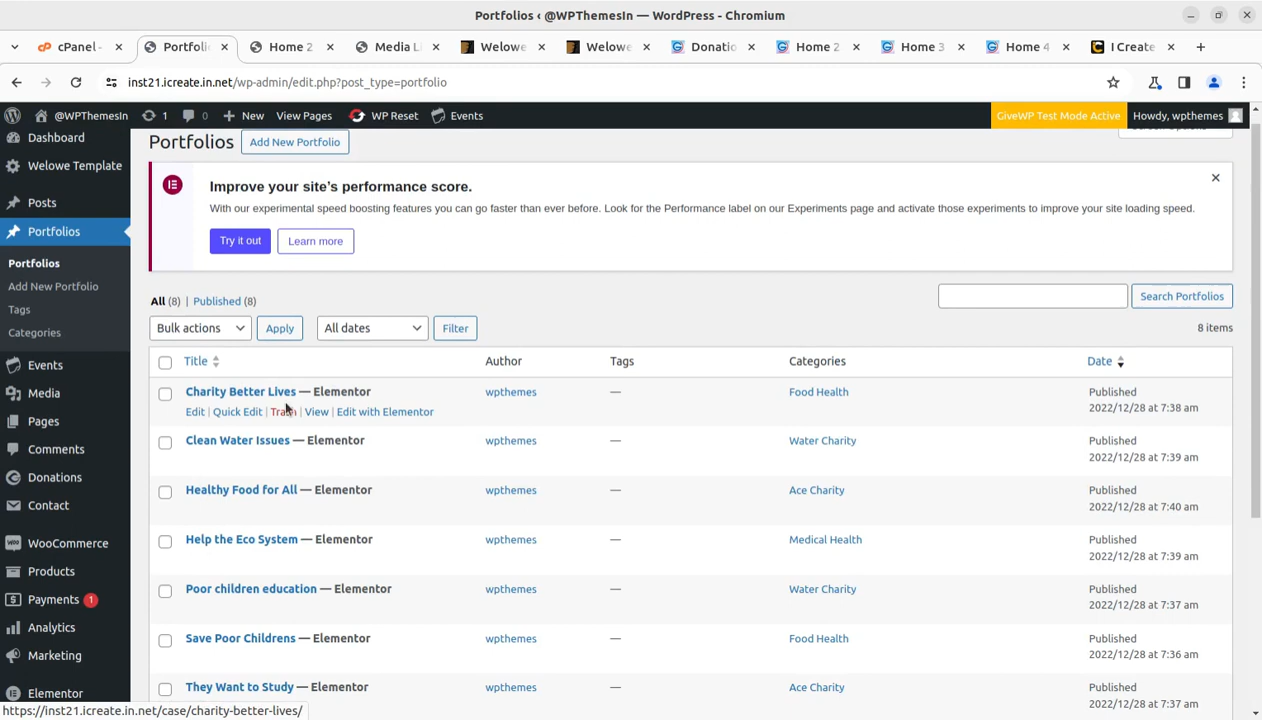 Portfolios ‹ @WPThemesIn — WordPress - Chromium
cPanel - Portfoli Home 2 Media L Welowe Welowe Donatio Home 2 Home 3 Home 4 I Create
inst21.icreate.in.net/wp-admin/edit.php?post_type=portfolio
@WPThemesIn 1 0 New View Pages WP Reset Events GiveWP Test Mode Active Howdy, wpthemes
Dashboard
Welowe Template
Posts
Portfolios
Portfolios
Add New Portfolio
Tags
Categories
Events
Media
Pages
Comments
Donations
Contact
WooCommerce
Products
Payments 1
Analytics
Marketing
Elementor
Portfolios Add New Portfolio
Improve your site's performance score.
With our experimental speed boosting features you can go faster than ever before. Look for the Performance label on our Experiments page and activate those experiments to improve your site loading speed.
Try it out Learn more
All (8) | Published (8)
Search Portfolios
Bulk actions Apply All dates Filter 8 items
Title Author Tags Categories Date
Charity Better Lives — Elementor wpthemes — Food Health Published
2022/12/28 at 7:38 am
Edit | Quick Edit | Trash | View | Edit with Elementor
Clean Water Issues — Elementor wpthemes — Water Charity Published
2022/12/28 at 7:39 am
Healthy Food for All — Elementor wpthemes — Ace Charity Published
2022/12/28 at 7:40 am
Help the Eco System — Elementor wpthemes — Medical Health Published
2022/12/28 at 7:39 am
Poor children education — Elementor wpthemes — Water Charity Published
2022/12/28 at 7:37 am
Save Poor Childrens — Elementor wpthemes — Food Health Published
2022/12/28 at 7:36 am
They Want to Study — Elementor wpthemes — Ace Charity Published
2022/12/28 at 7:37 am
https://inst21.icreate.in.net/case/charity-better-lives/